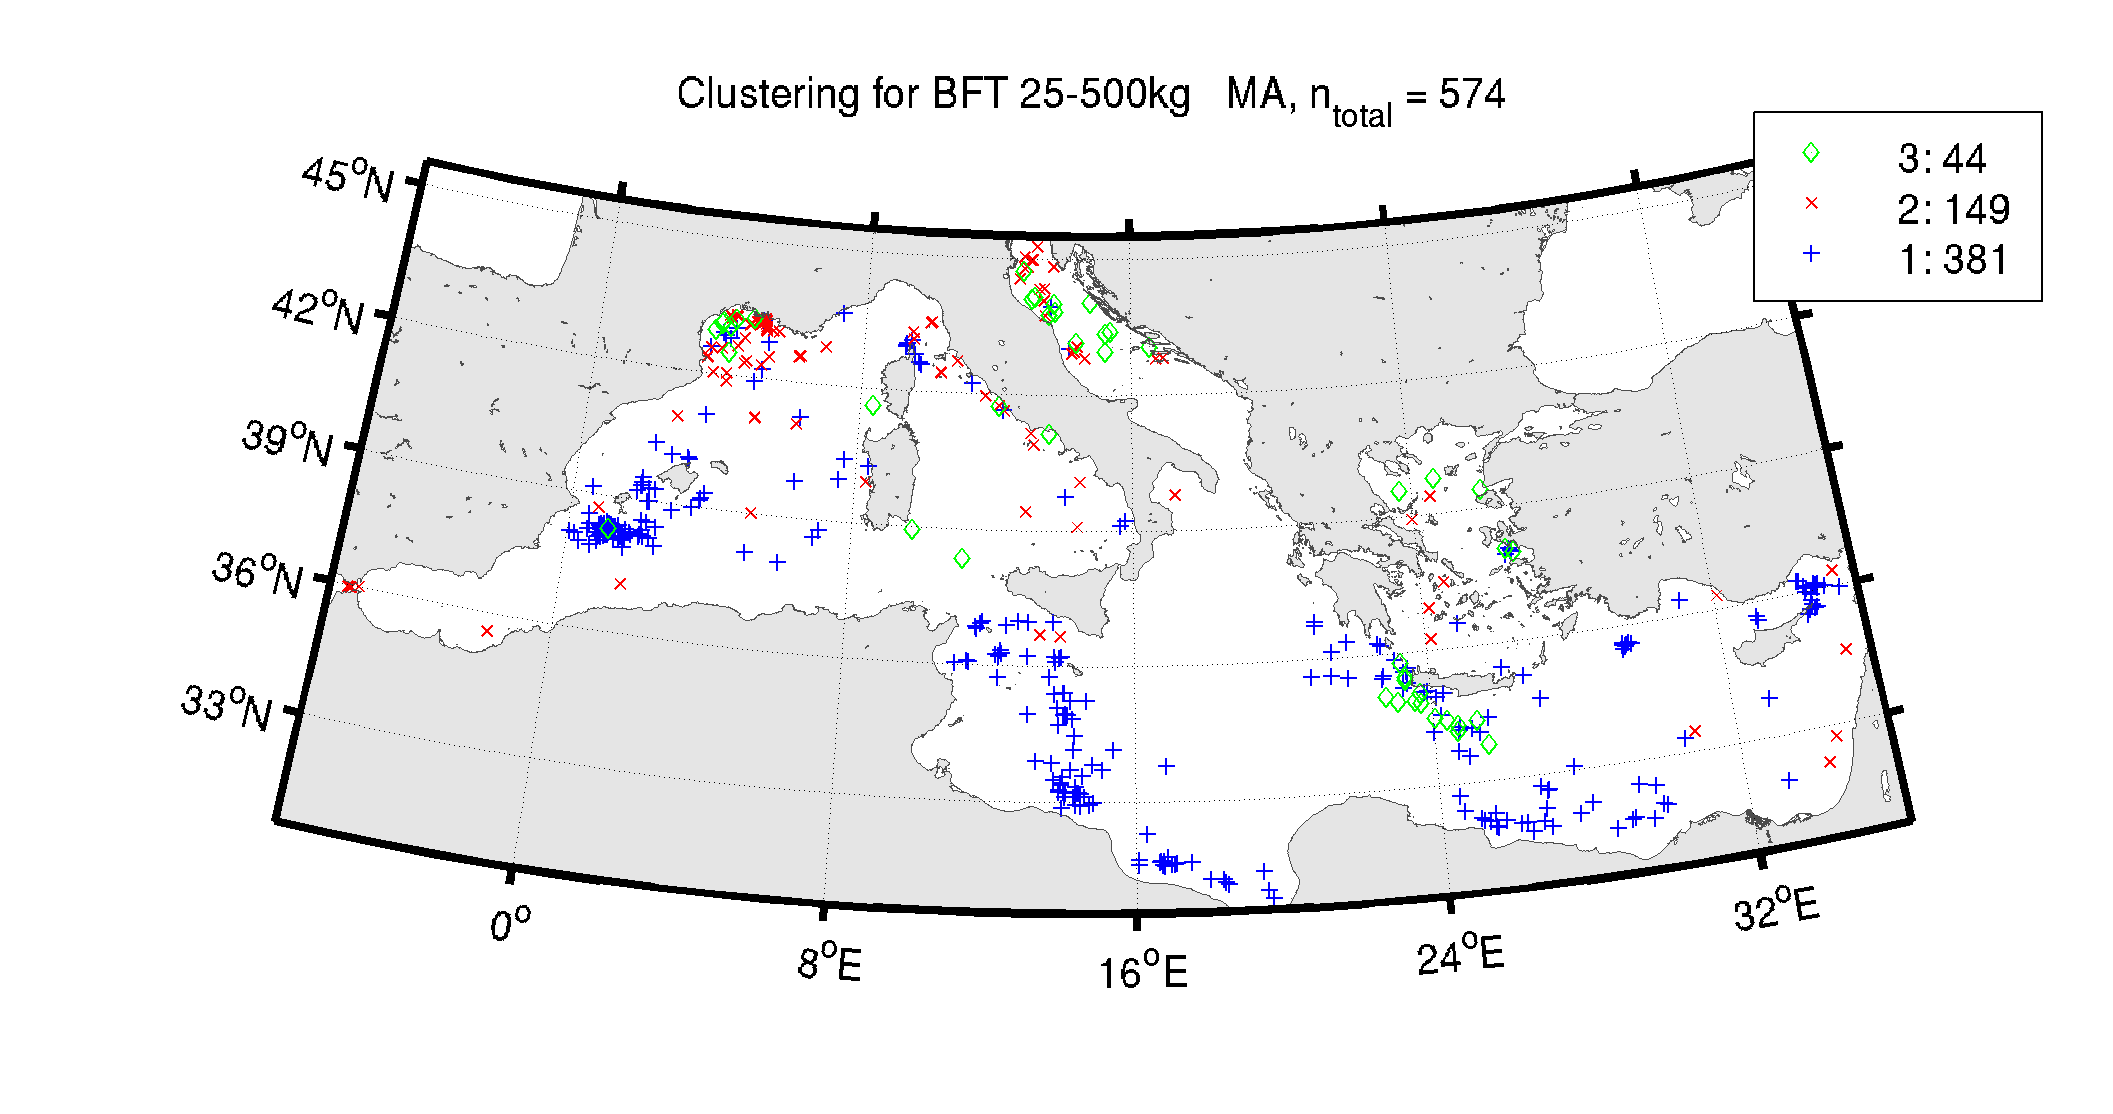 Clustering for BFT 25-500kg MA, n_total = 574
3: 44
2: 149
1: 381
45°N
42°N
39°N
36°N
33°N
0°
8°E
16°E
24°E
32°E